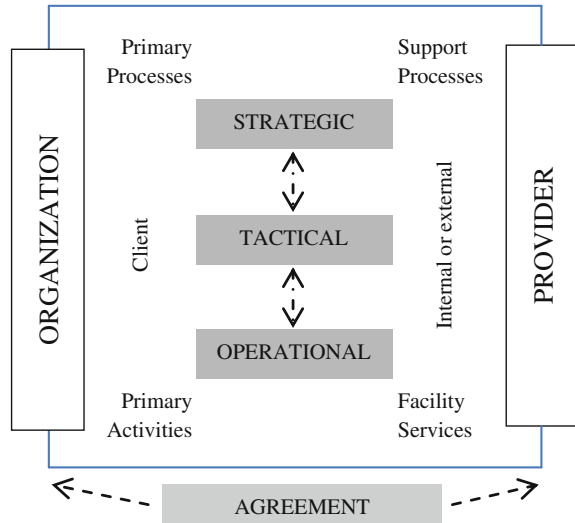 Primary
Processes
Support
Processes
STRATEGIC
ORGANIZATION
Client
TACTICAL
Internal or external
PROVIDER
OPERATIONAL
Primary
Activities
Facility
Services
AGREEMENT